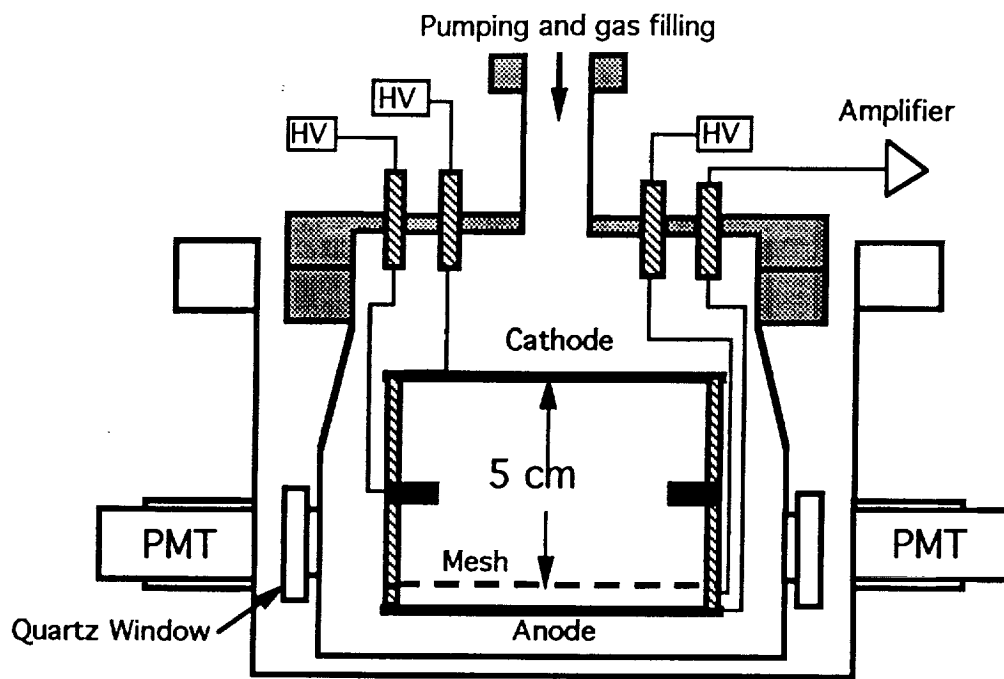 Pumping and gas filling
HV
HV
HV
Amplifier
Cathode
5 cm
PMT
PMT
Mesh
Quartz Window
Anode